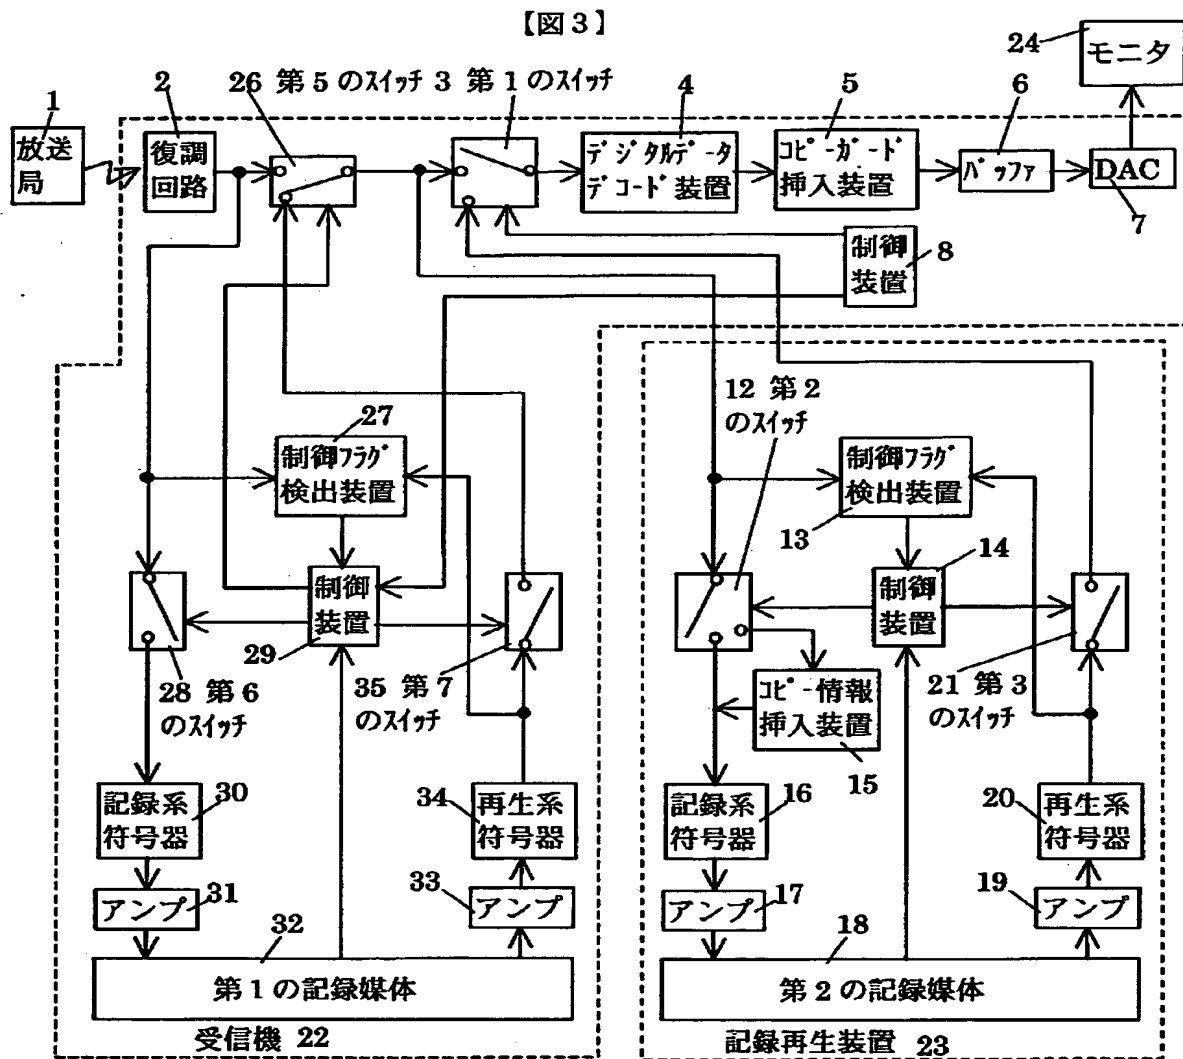 【図３】
24
モニタ
1
放送
局
2
復調
回路
26 第５のスイッチ
3 第１のスイッチ
4
デジタルデータ
デコード装置
5
コピーガード
挿入装置
6
バッファ
DAC
7
制御
装置
8
27
制御フラグ
検出装置
制御
装置
29
28 第６
のスイッチ
35 第７
のスイッチ
記録系
符号器
30
アンプ
31
34
再生系
符号器
33
アンプ
32
第１の記録媒体
受信機 22
12 第２
のスイッチ
制御フラグ
検出装置
13
14
制御
装置
21 第３
のスイッチ
コピー情報
挿入装置
15
記録系
符号器
16
アンプ
17
20
再生系
符号器
19
アンプ
18
第２の記録媒体
記録再生装置 23